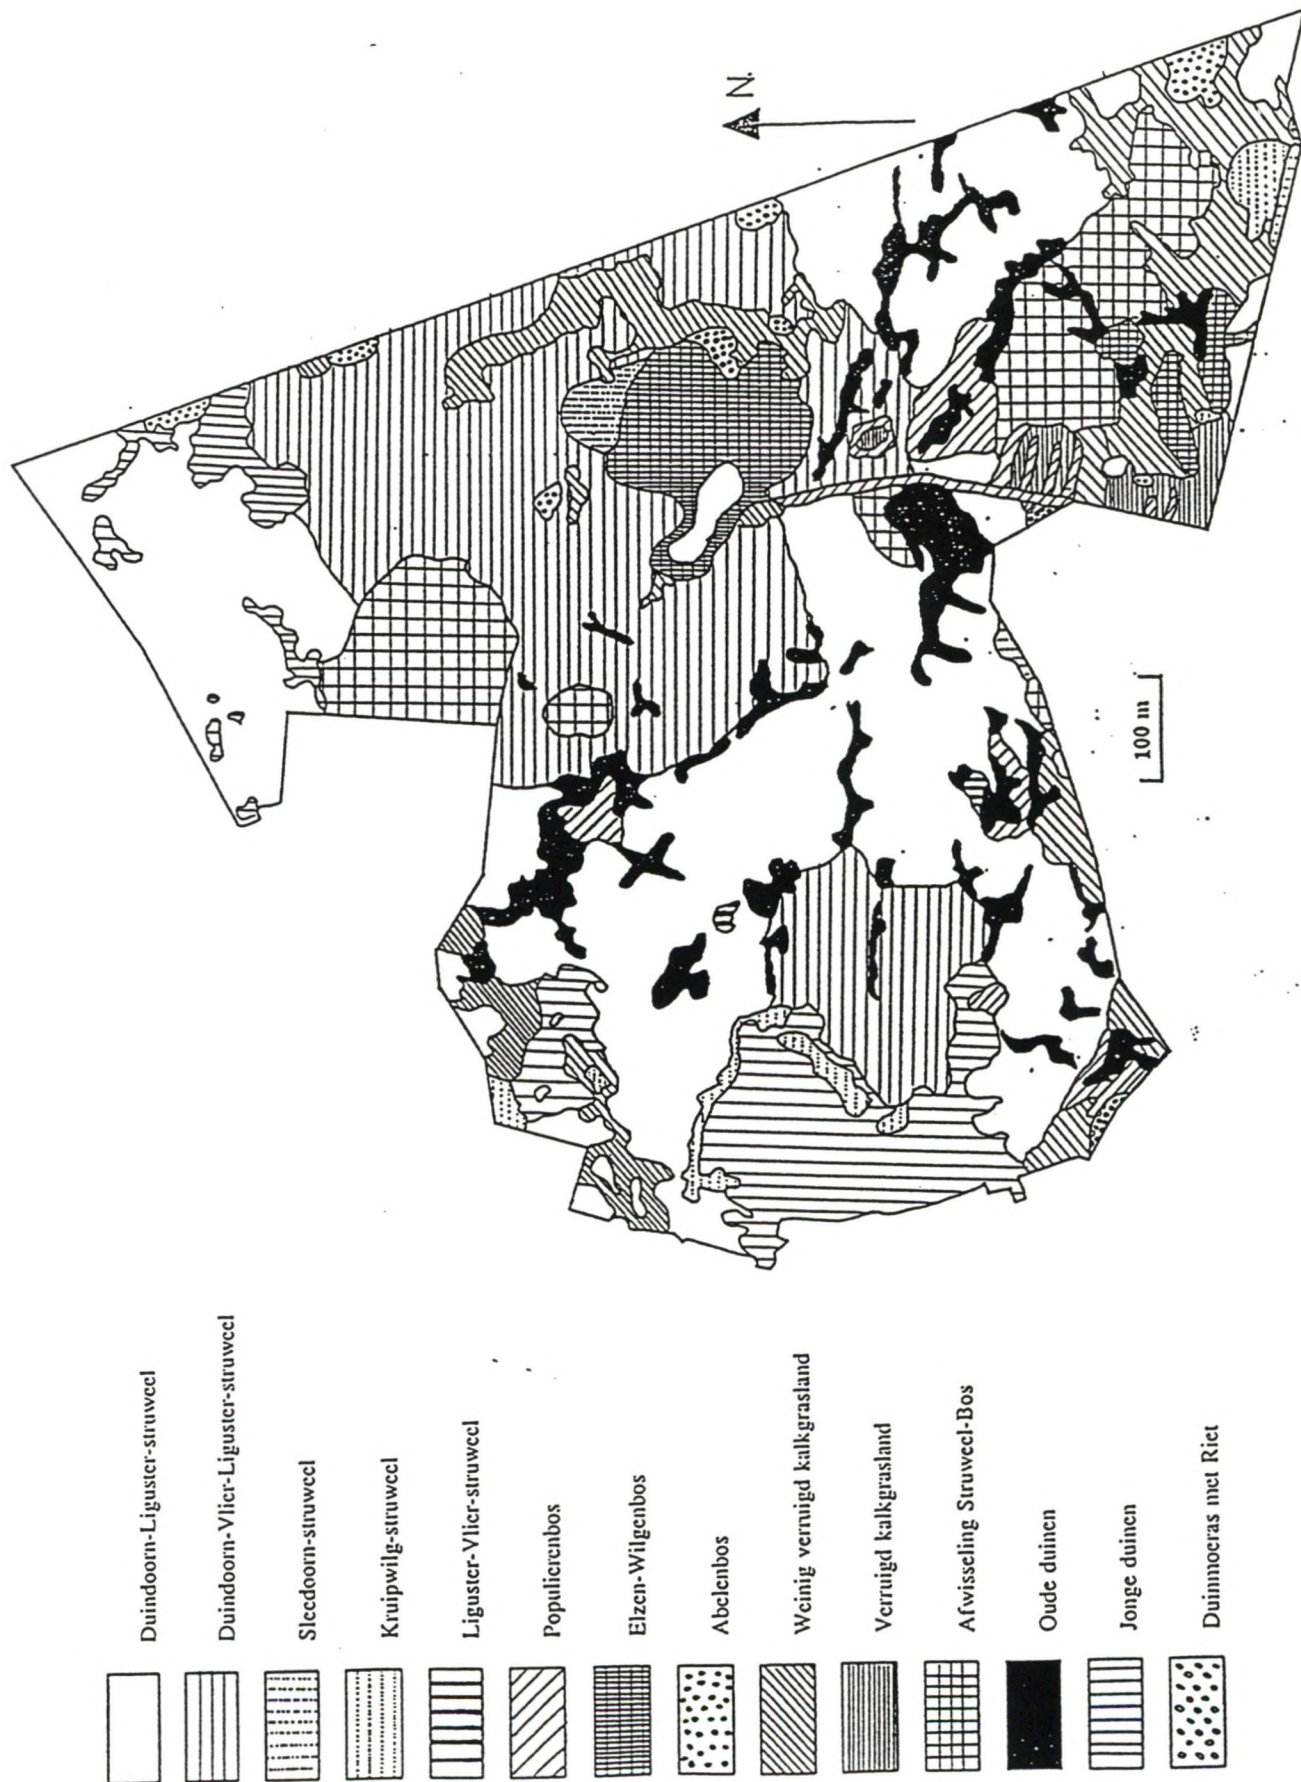 N.
100 m
Duindoorn-Liguster-struweel
Duindoorn-Vlier-Liguster-struweel
Sleedoorn-struweel
Kruipwilg-struweel
Liguster-Vlier-struweel
Populierenbos
Elzen-Wilgenbos
Abelenbos
Weinig verruigd kalkgrasland
Verruigd kalkgrasland
Afwisseling Struweel-Bos
Oude duinen
Jonge duinen
Duinmoeras met Riet